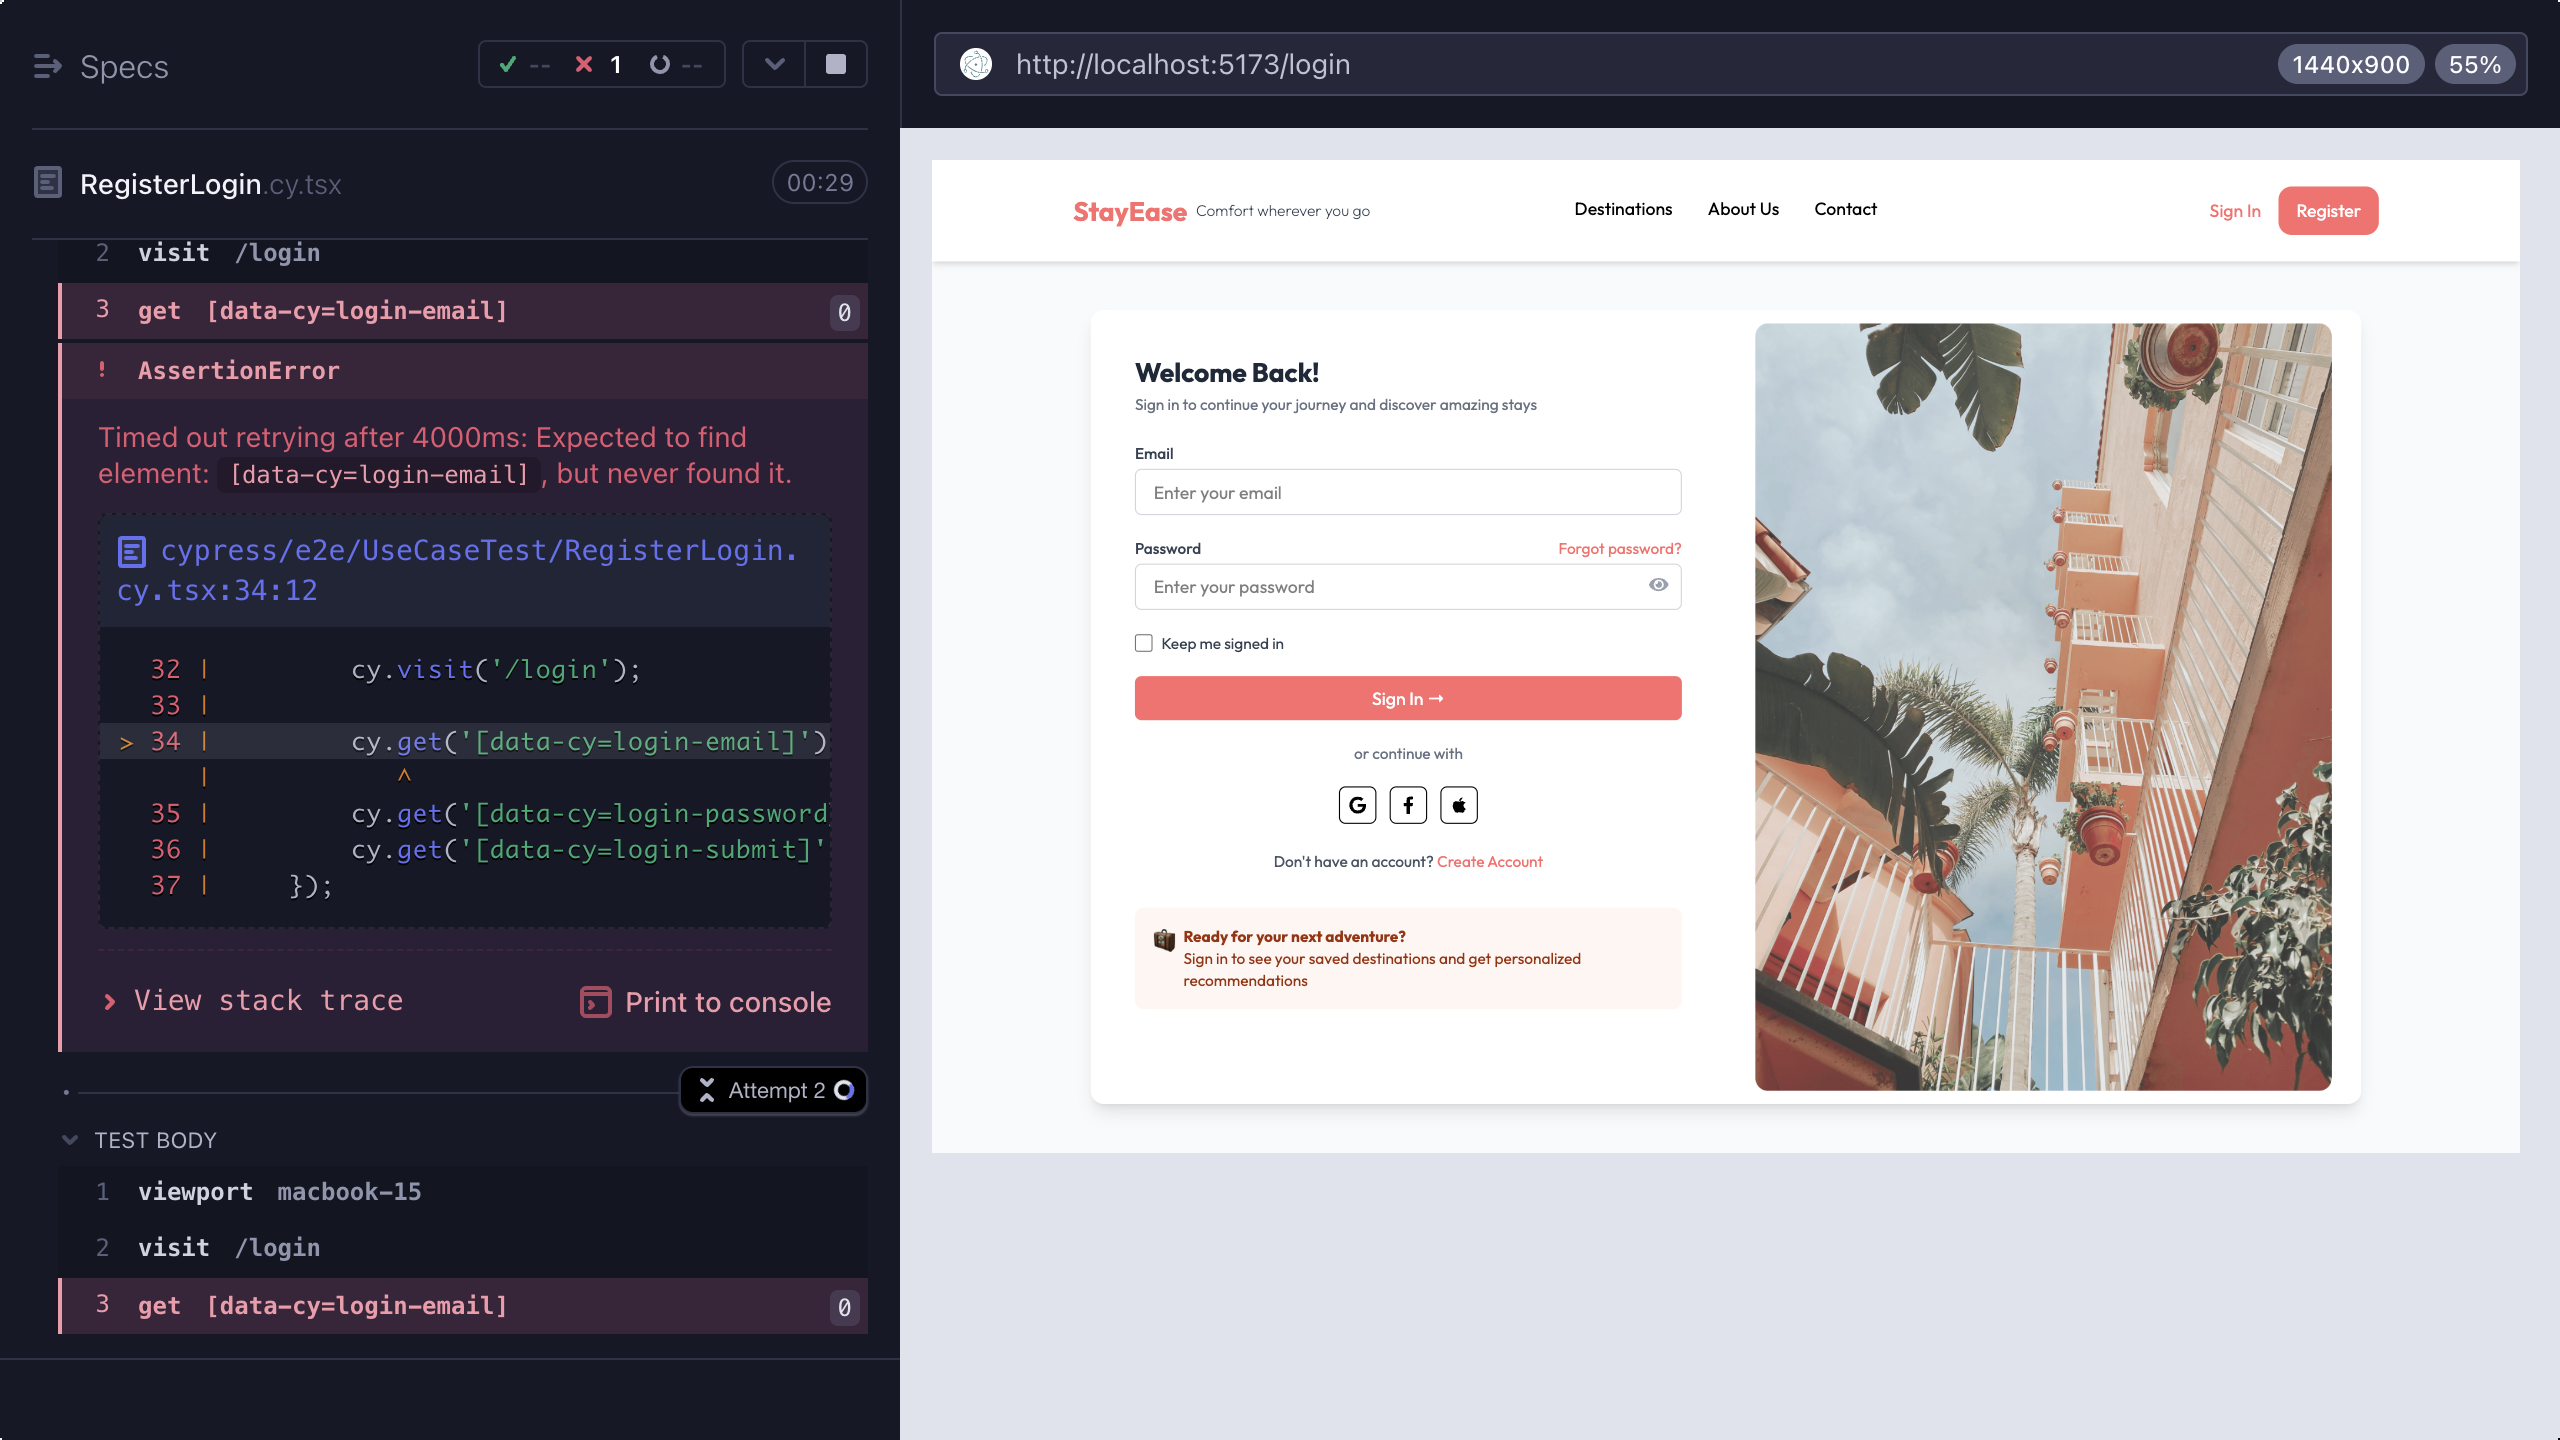 Specs
-- 1 --
RegisterLogin.cy.tsx
00:29
2 visit /login
3 get [data-cy=login-email] 0
! AssertionError
Timed out retrying after 4000ms: Expected to find
element: [data-cy=login-email] , but never found it.
cypress/e2e/UseCaseTest/RegisterLogin.
cy.tsx:34:12
32 | cy.visit('/login');
33 |
> 34 | cy.get('[data-cy=login-email]')
| ^
35 | cy.get('[data-cy=login-password
36 | cy.get('[data-cy=login-submit]'
37 | });
View stack trace
Print to console
Attempt 2
TEST BODY
1 viewport macbook-15
2 visit /login
3 get [data-cy=login-email] 0
http://localhost:5173/login
1440x900
55%
StayEase Comfort wherever you go
Destinations
About Us
Contact
Sign In
Register
Welcome Back!
Sign in to continue your journey and discover amazing stays
Email
Enter your email
Password
Forgot password?
Enter your password
Keep me signed in
Sign In →
or continue with
Don't have an account? Create Account
Ready for your next adventure?
Sign in to see your saved destinations and get personalized
recommendations